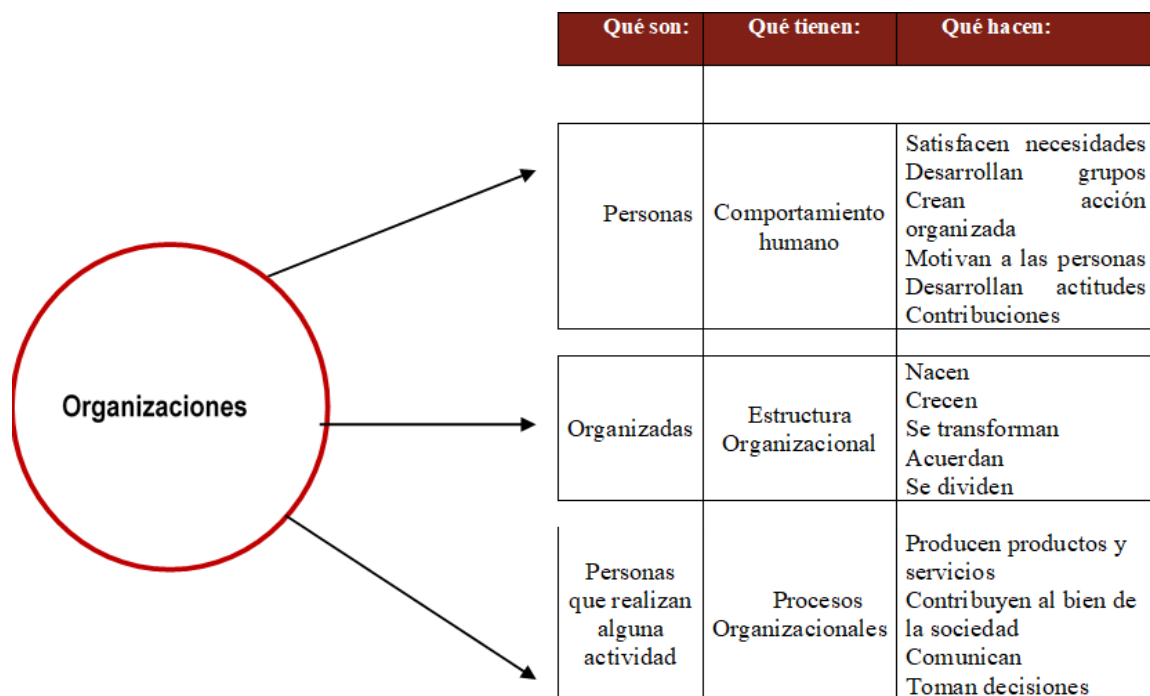 Qué son:
Qué tienen:
Qué hacen:
Organizaciones
Personas
Comportamiento
humano
Satisfacen necesidades
Desarrollan grupos
Crean acción
organizada
Motivan a las personas
Desarrollan actitudes
Contribuciones
Organizadas
Estructura
Organizacional
Nacen
Crecen
Se transforman
Acuerdan
Se dividen
Personas
que realizan
alguna
actividad
Procesos
Organizacionales
Producen productos y
servicios
Contribuyen al bien de
la sociedad
Comunican
Toman decisiones